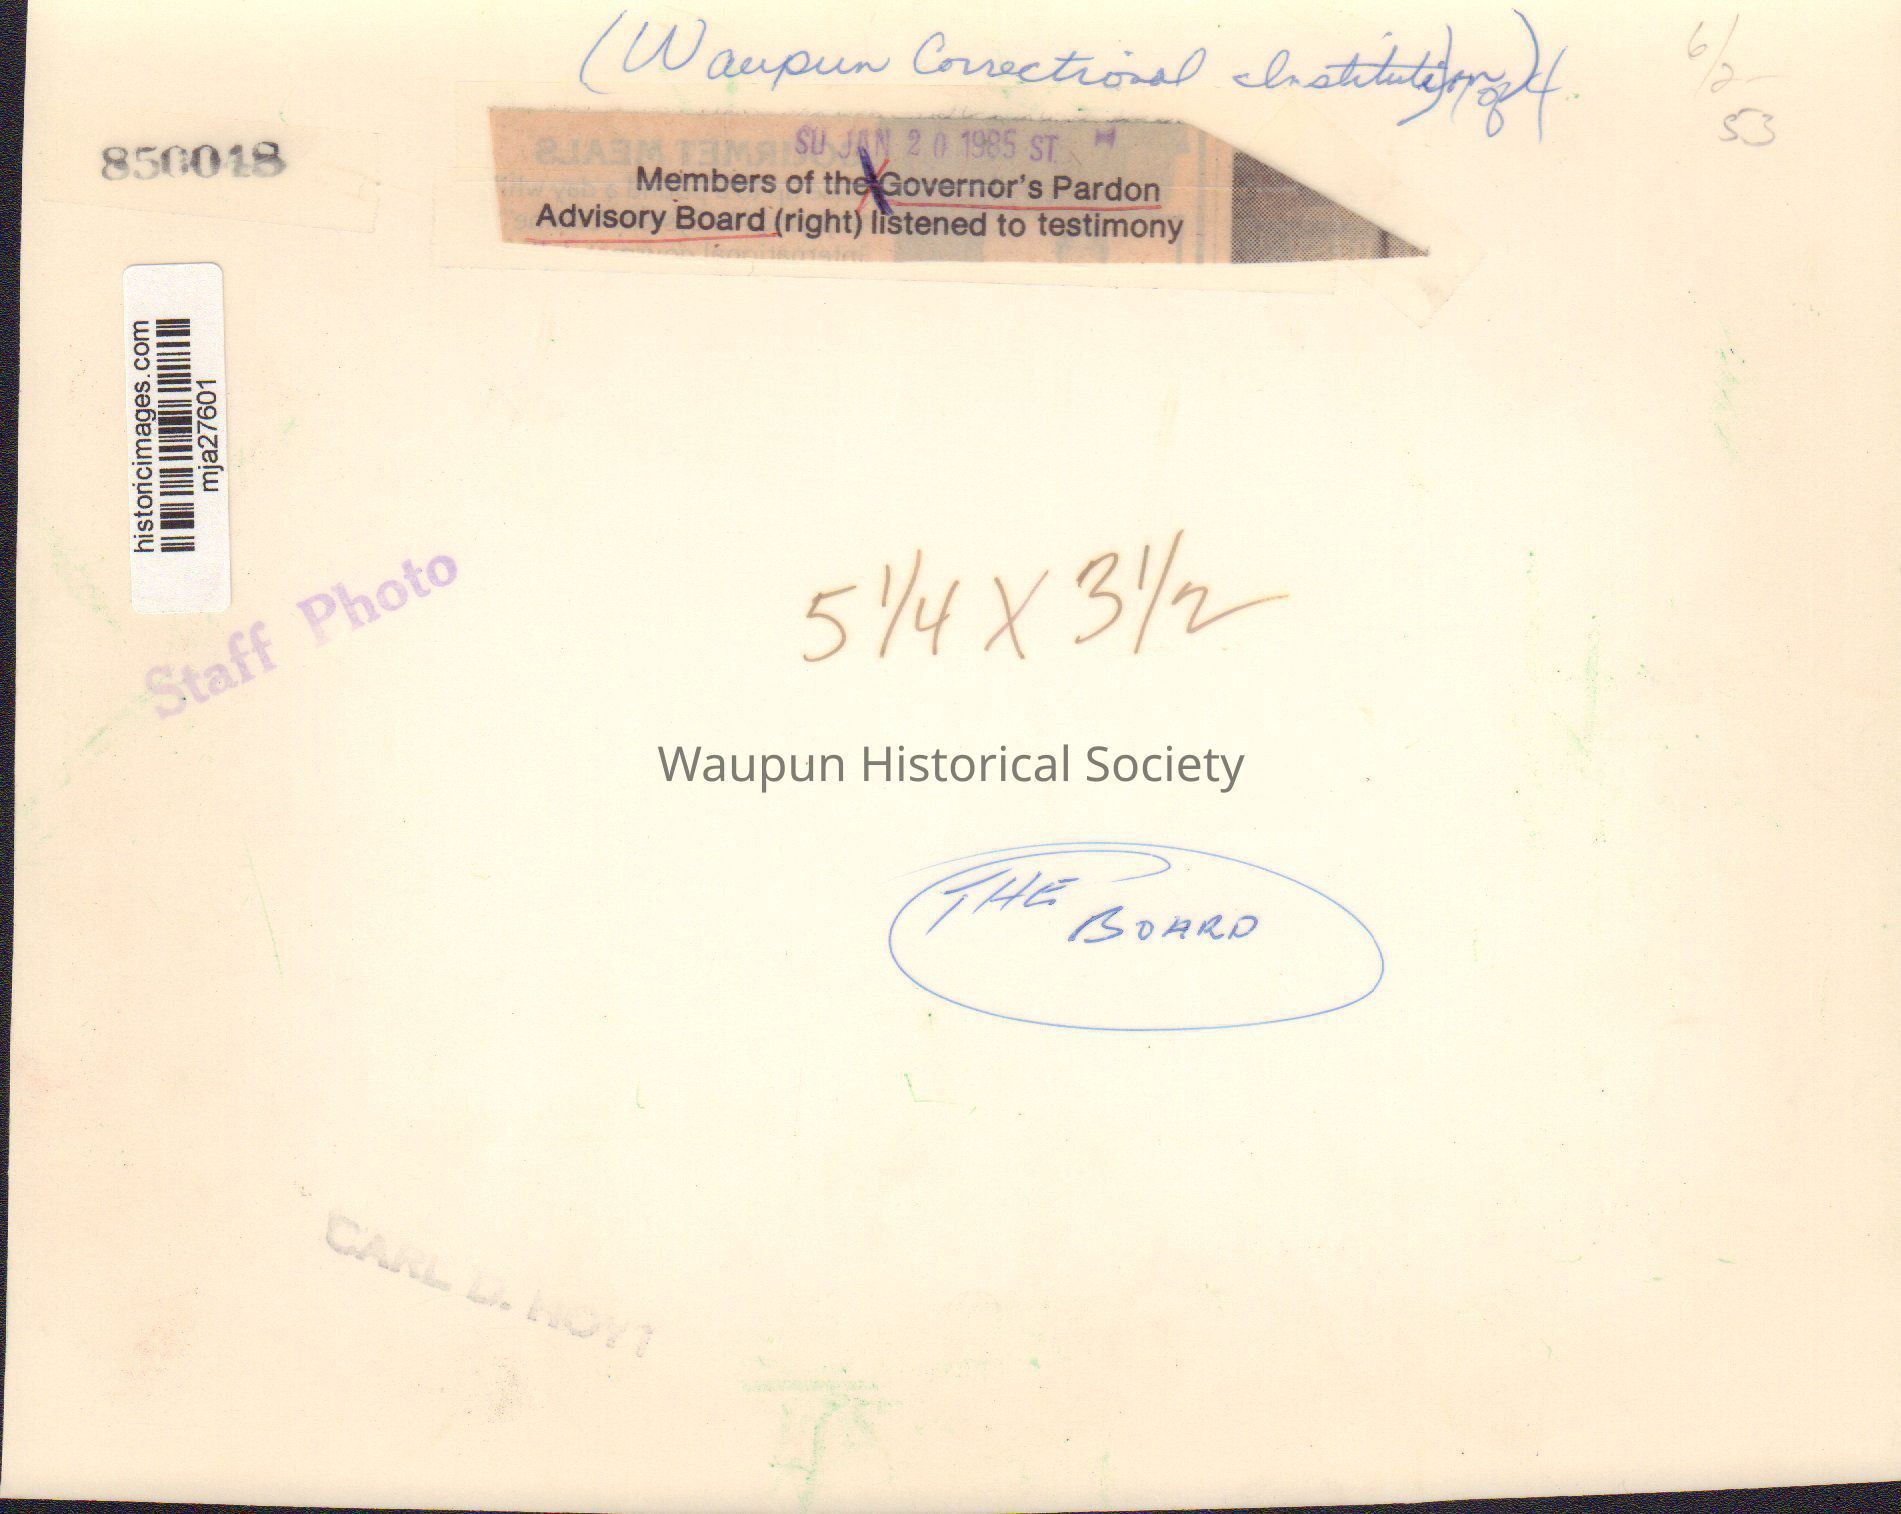 (Waupun Correctional Institution) of 4
6/2
53
850048
SU JAN 20 1985 ST
Members of the Governor's Pardon
Advisory Board (right) listened to testimony
historicimages.com
mja27601
Staff Photo
5 1/4 X 3 1/2
Waupun Historical Society
THE BOARD
CARL D. HOYT